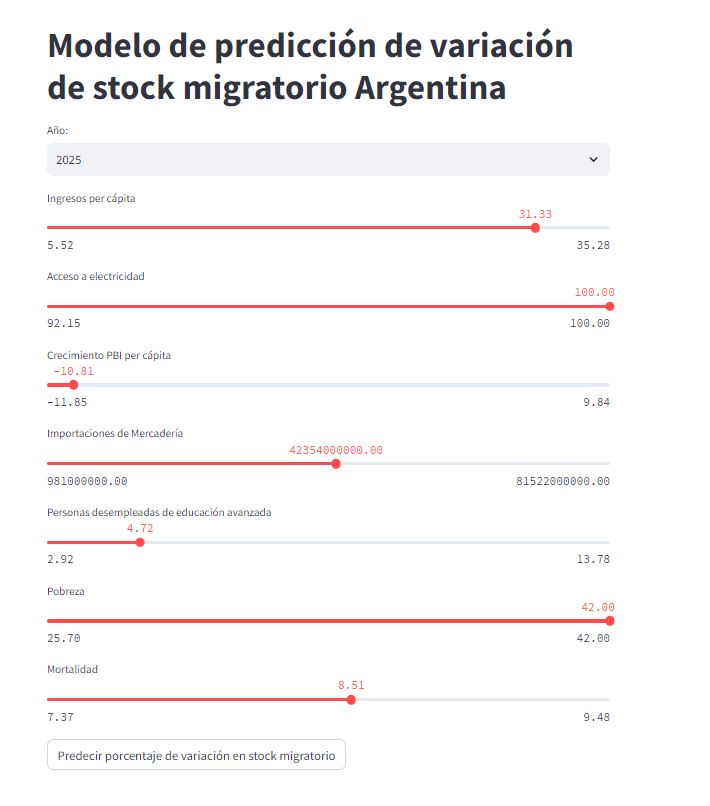 Modelo de predicción de variación
de stock migratorio Argentina
Año:
2025
Ingresos per cápita
31.33
5.52 35.28
Acceso a electricidad
100.00
92.15 100.00
Crecimiento PBI per cápita
-10.81
-11.85 9.84
Importaciones de Mercadería
42354000000.00
981000000.00 81522000000.00
Personas desempleadas de educación avanzada
4.72
2.92 13.78
Pobreza
42.00
25.70 42.00
Mortalidad
8.51
7.37 9.48
Predecir porcentaje de variación en stock migratorio